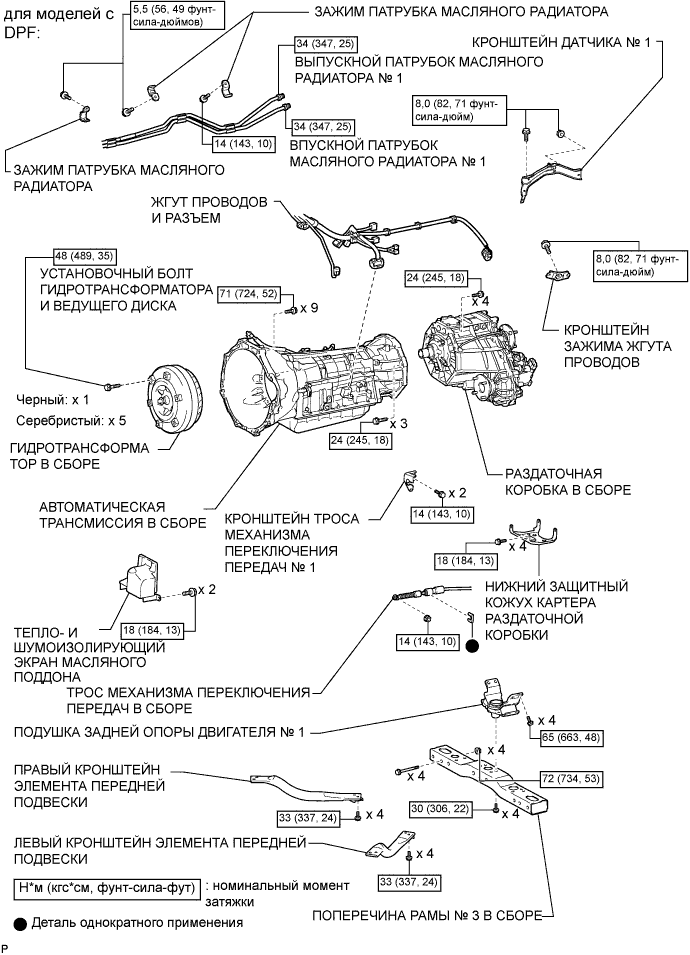 для моделей с
DPF:
5,5 (56, 49 фунт-
сила-дюймов)
ЗАЖИМ ПАТРУБКА МАСЛЯНОГО РАДИАТОРА
34 (347, 25)
ВЫПУСКНОЙ ПАТРУБОК МАСЛЯНОГО
РАДИАТОРА № 1
КРОНШТЕЙН ДАТЧИКА № 1
8,0 (82, 71 фунт-
сила-дюйм)
34 (347, 25)
14 (143, 10)
ВПУСКНОЙ ПАТРУБОК
МАСЛЯНОГО РАДИАТОРА № 1
ЗАЖИМ ПАТРУБКА МАСЛЯНОГО
РАДИАТОРА
ЖГУТ ПРОВОДОВ
И РАЗЪЕМ
48 (489, 35)
УСТАНОВОЧНЫЙ БОЛТ
ГИДРОТРАНСФОРМАТОРА
И ВЕДУЩЕГО ДИСКА
71 (724, 52)
x 9
24 (245, 18)
x 4
8,0 (82, 71 фунт-
сила-дюйм)
КРОНШТЕЙН
ЗАЖИМА ЖГУТА
ПРОВОДОВ
Черный: x 1
Серебристый: x 5
ГИДРОТРАНСФОРМА
ТОР В СБОРЕ
x 3
24 (245, 18)
РАЗДАТОЧНАЯ
КОРОБКА В СБОРЕ
АВТОМАТИЧЕСКАЯ
ТРАНСМИССИЯ В СБОРЕ
КРОНШТЕЙН ТРОСА
МЕХАНИЗМА
ПЕРЕКЛЮЧЕНИЯ
ПЕРЕДАЧ № 1
x 2
14 (143, 10)
x 4
18 (184, 13)
НИЖНИЙ ЗАЩИТНЫЙ
КОЖУХ КАРТЕРА
РАЗДАТОЧНОЙ
КОРОБКИ
x 2
18 (184, 13)
ТЕПЛО- И
ШУМОИЗОЛИРУЮЩИЙ
ЭКРАН МАСЛЯНОГО
ПОДДОНА
14 (143, 10)
ТРОС МЕХАНИЗМА ПЕРЕКЛЮЧЕНИЯ
ПЕРЕДАЧ В СБОРЕ
ПОДУШКА ЗАДНЕЙ ОПОРЫ ДВИГАТЕЛЯ № 1
x 4
65 (663, 48)
x 4
x 4
72 (734, 53)
ПРАВЫЙ КРОНШТЕЙН
ЭЛЕМЕНТА ПЕРЕДНЕЙ
ПОДВЕСКИ
33 (337, 24)
x 4
30 (306, 22)
x 4
ЛЕВЫЙ КРОНШТЕЙН ЭЛЕМЕНТА ПЕРЕДНЕЙ
ПОДВЕСКИ
x 4
33 (337, 24)
Н*м (кгс*см, фунт-сила-фут)
: номинальный момент
затяжки
ПОПЕРЕЧИНА РАМЫ № 3 В СБОРЕ
Деталь однократного применения
P